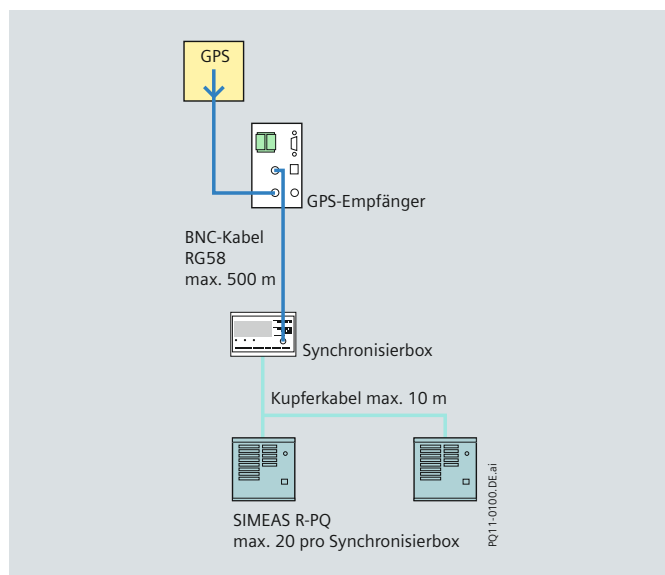 GPS
GPS-Empfänger
BNC-Kabel
RG58
max. 500 m
Synchronisierbox
Kupferkabel max. 10 m
SIMEAS R-PQ
max. 20 pro Synchronisierbox
PQ11-0100.DE.ai